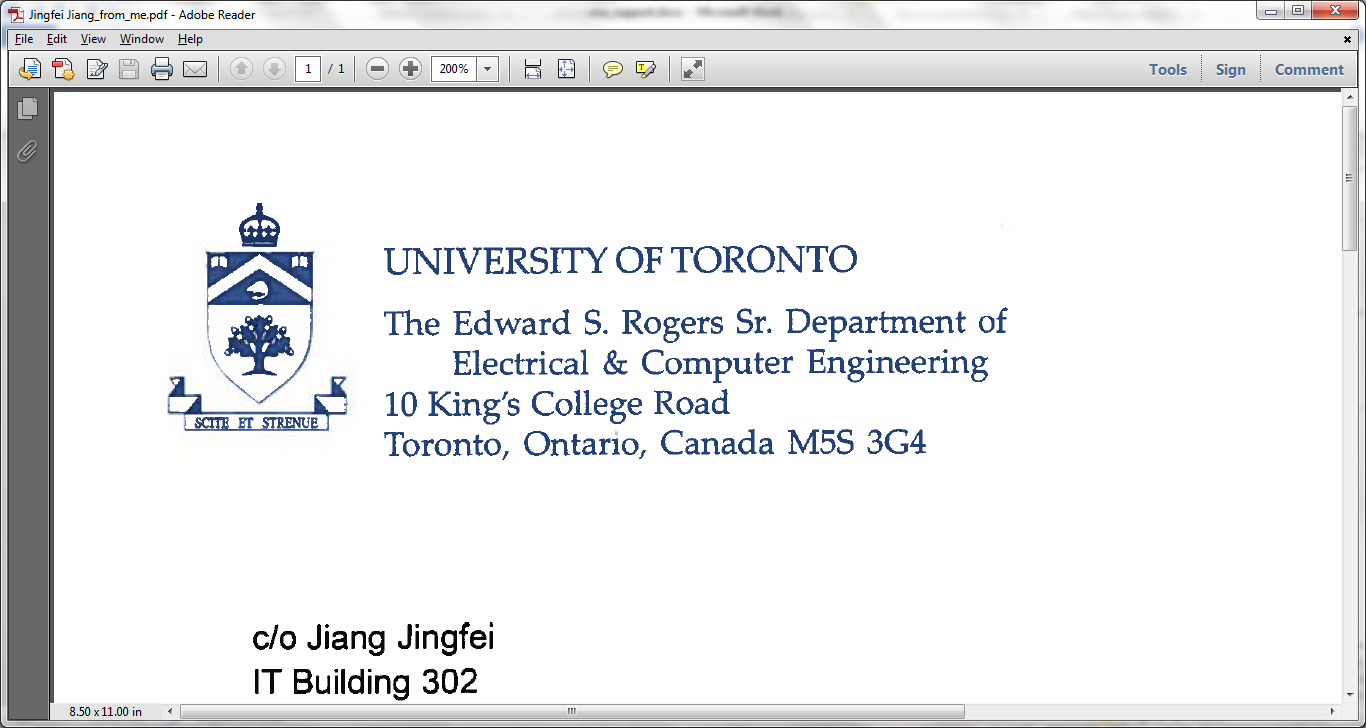 Jingfei Jiang_from_me.pdf - Adobe Reader
File Edit View Window Help
1 / 1 200% Tools Sign Comment
UNIVERSITY OF TORONTO
The Edward S. Rogers Sr. Department of
Electrical & Computer Engineering
10 King's College Road
Toronto, Ontario, Canada M5S 3G4
SCITE ET STRENUE
c/o Jiang Jingfei
IT Building 302
8.50 x 11.00 in